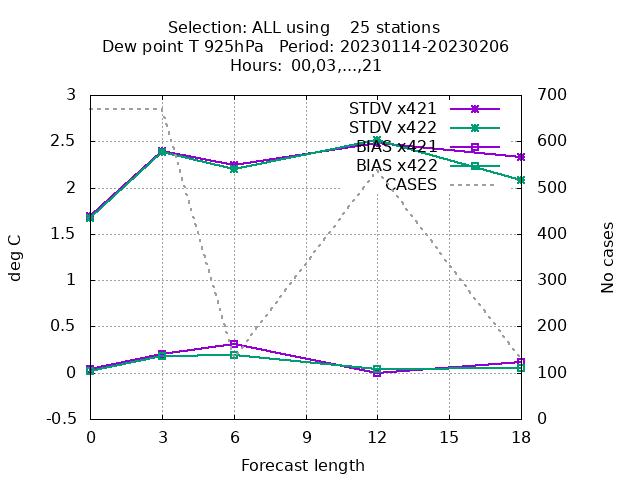 Selection: ALL using    25 stations
Dew point T 925hPa   Period: 20230114-20230206
Hours:  00,03,...,21
3
2.5
2
1.5
1
0.5
0
-0.5
700
600
500
400
300
200
100
0
STDV x421
STDV x422
BIAS x421
BIAS x422
CASES
deg C
No cases
0 3 6 9 12 15 18
Forecast length